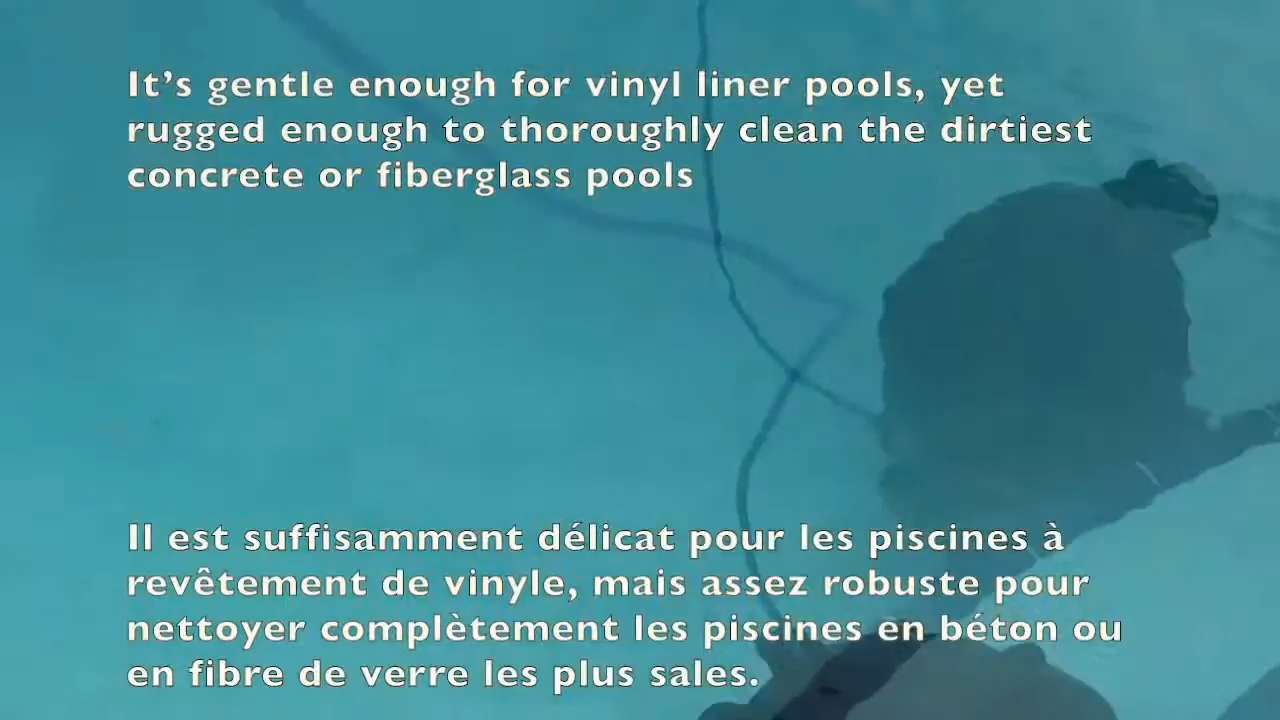 It’s gentle enough for vinyl liner pools, yet
rugged enough to thoroughly clean the dirtiest
concrete or fiberglass pools
Il est suffisamment délicat pour les piscines à
revêtement de vinyle, mais assez robuste pour
nettoyer complètement les piscines en béton ou
en fibre de verre les plus sales.